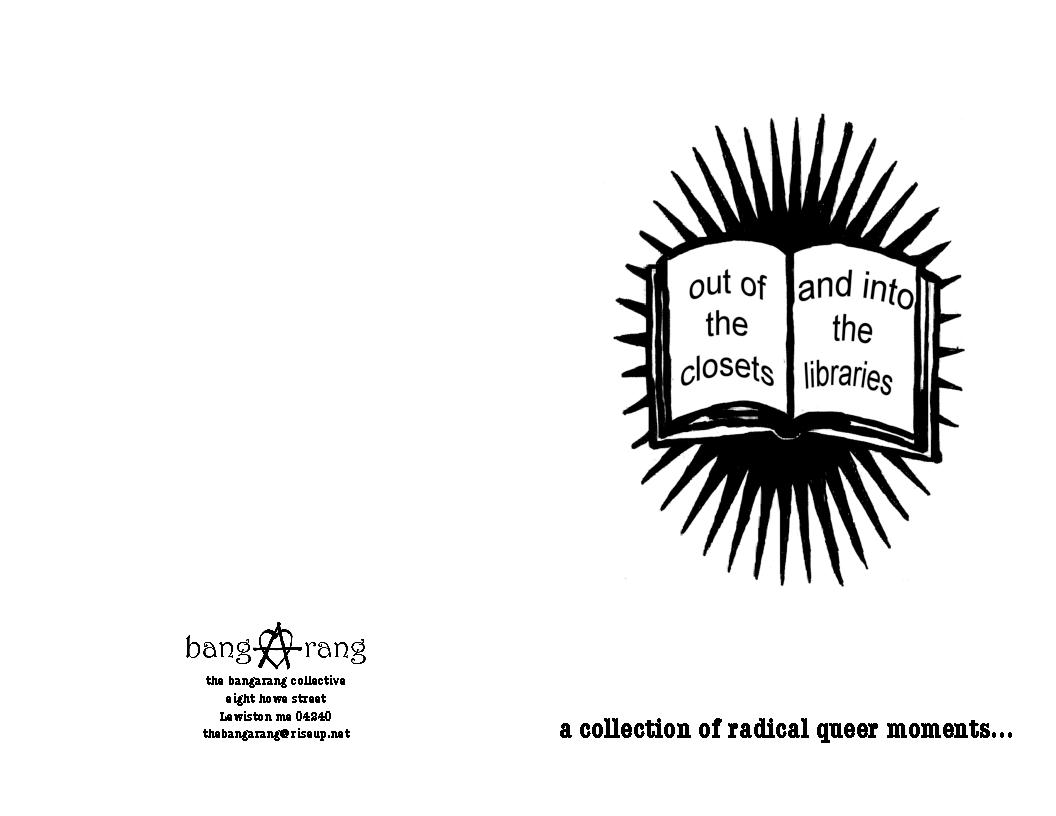 out of
the
closets
and into
the
libraries
a collection of radical queer moments...
bangArang
the bangarang collective
eight howe street
Lewiston me 04240
thebangarang@riseup.net